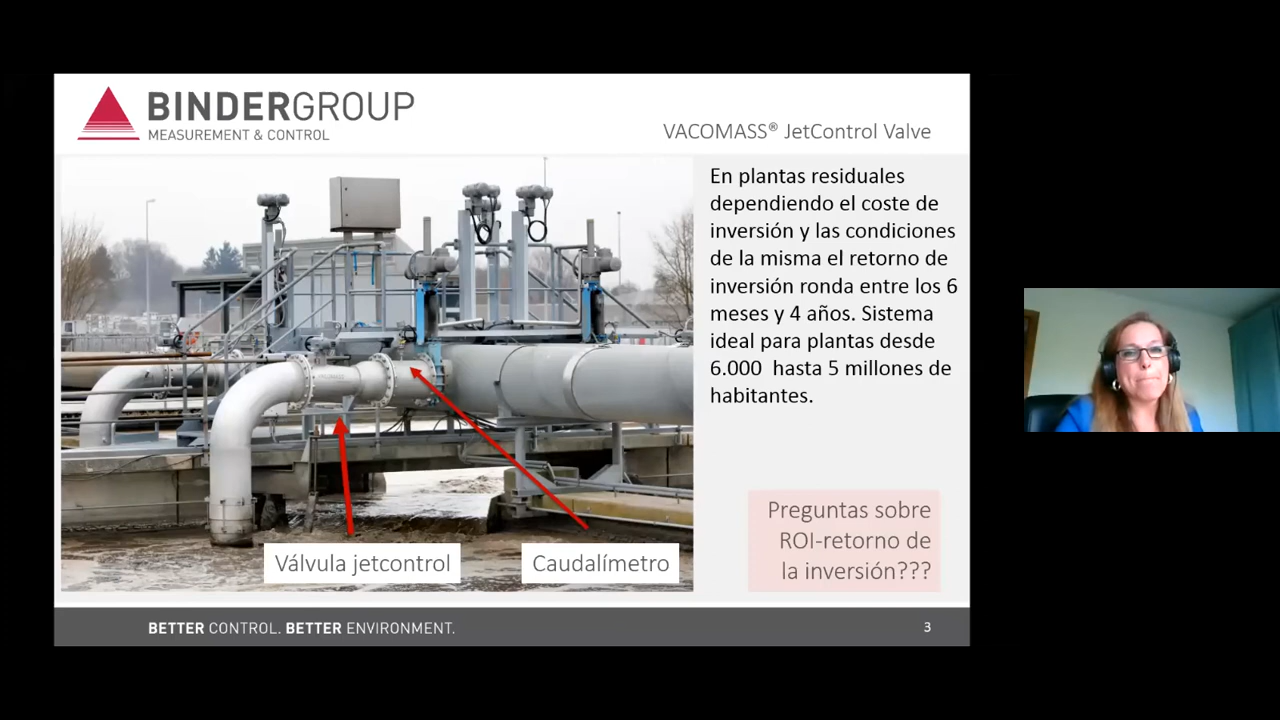 BINDERGROUP
MEASUREMENT & CONTROL
VACOMASS® JetControl Valve
En plantas residuales
dependiendo el coste de
inversión y las condiciones
de la misma el retorno de
inversión ronda entre los 6
meses y 4 años. Sistema
ideal para plantas desde
6.000 hasta 5 millones de
habitantes.
Válvula jetcontrol
Caudalímetro
Preguntas sobre
ROI-retorno de
la inversión???
BETTER CONTROL. BETTER ENVIRONMENT.
3